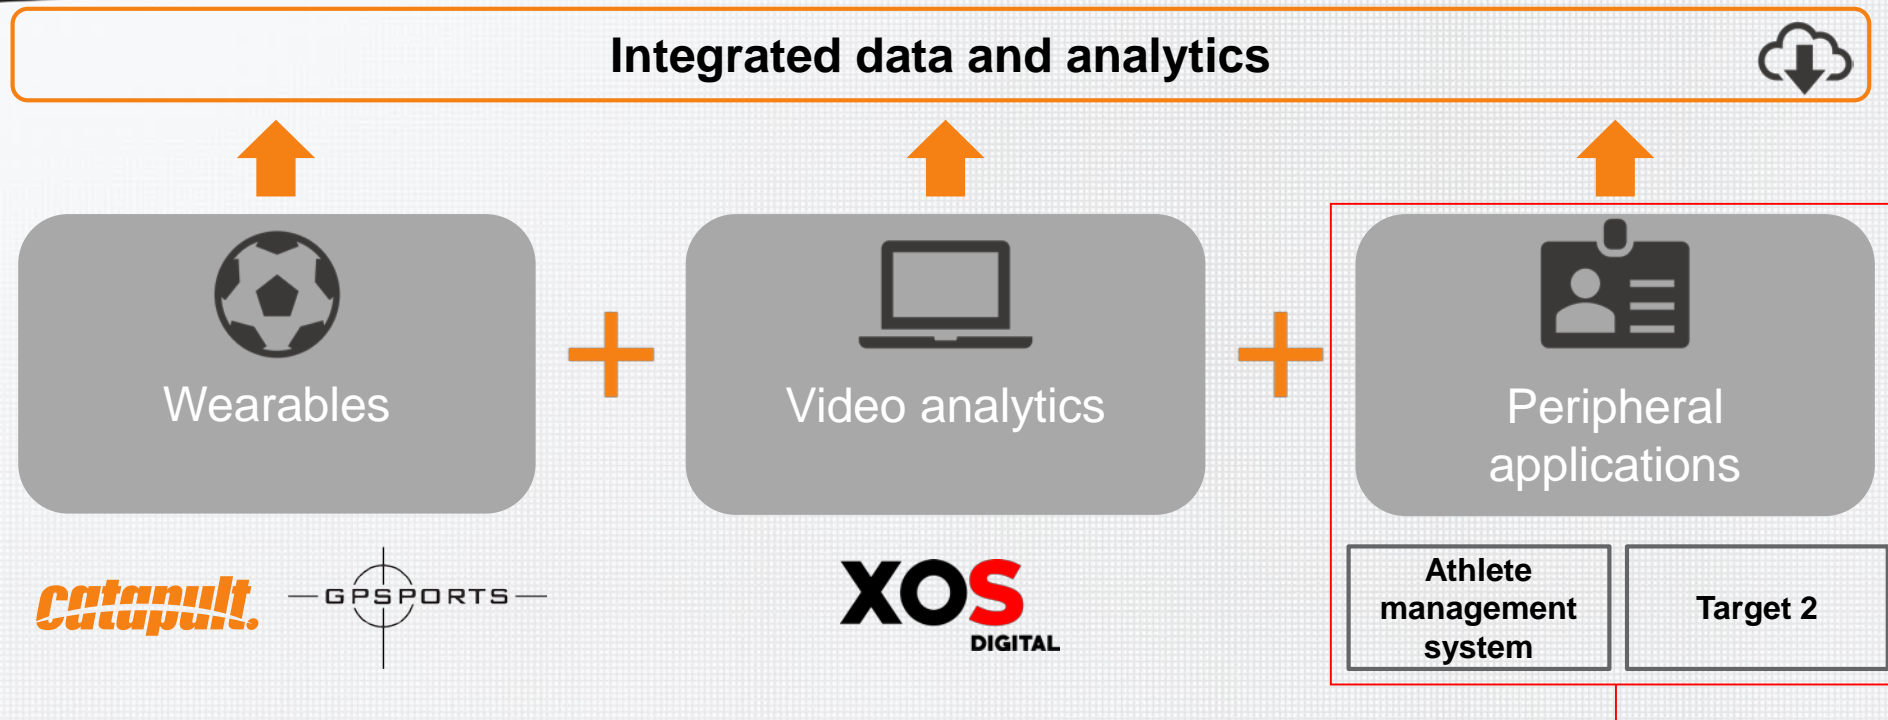 Integrated data and analytics
Wearables
Video analytics
Peripheral
applications
catapult.
GPSPORTS
XOS
DIGITAL
Athlete
management
system
Target 2